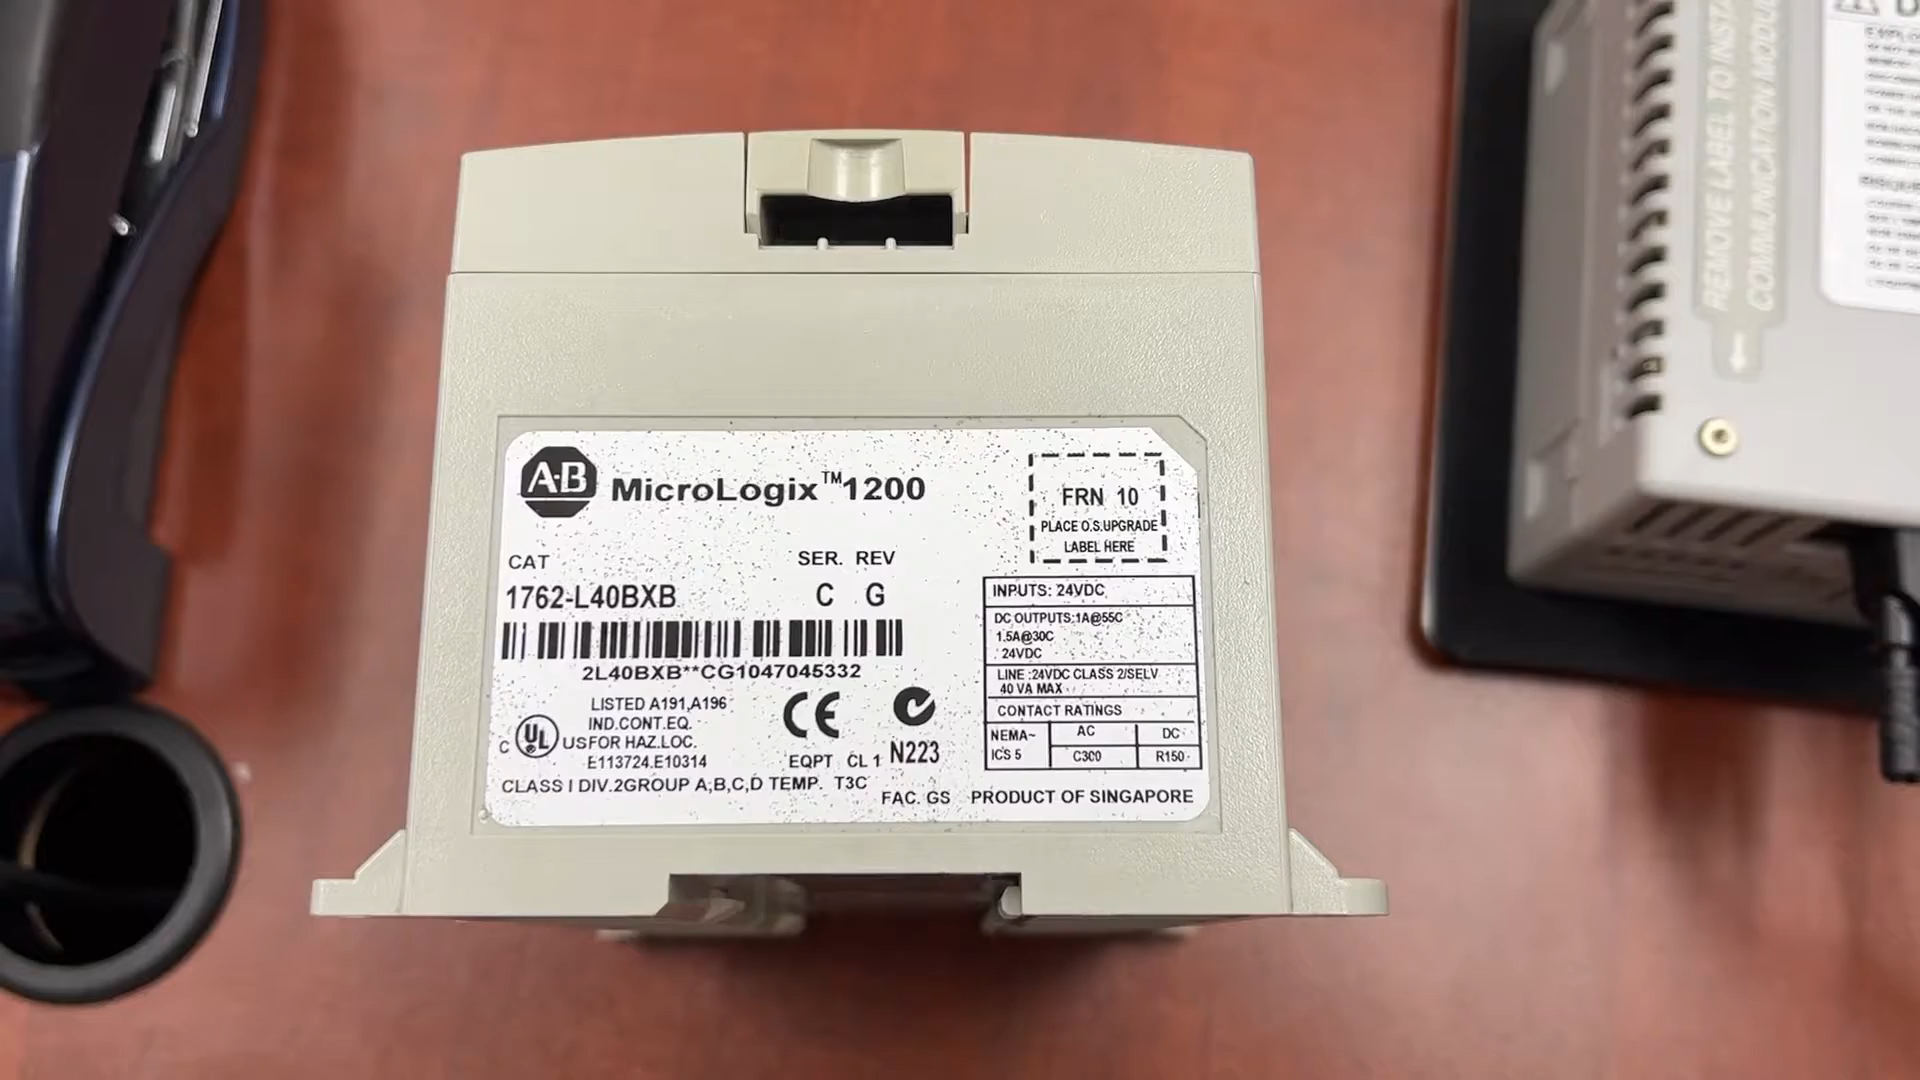 A-B MicroLogix™1200
FRN 10
PLACE O.S.UPGRADE
LABEL HERE
CAT SER. REV
1762-L40BXB C G
2L40BXB**CG1047045332
LISTED A191,A196
IND.CONT.EQ.
C UL US FOR HAZ.LOC.
E113724.E10314
CE
N223
EQPT CL 1
CLASS I DIV.2GROUP A;B,C,D TEMP. T3C
INPUTS: 24VDC
DC OUTPUTS:1A@55C
1.5A@30C
24VDC
LINE :24VDC CLASS 2/SELV
40 VA MAX
CONTACT RATINGS
NEMA~ AC DC
ICS 5 C300 R150
FAC. GS PRODUCT OF SINGAPORE
REMOVE LABEL TO
COMMUNICATION